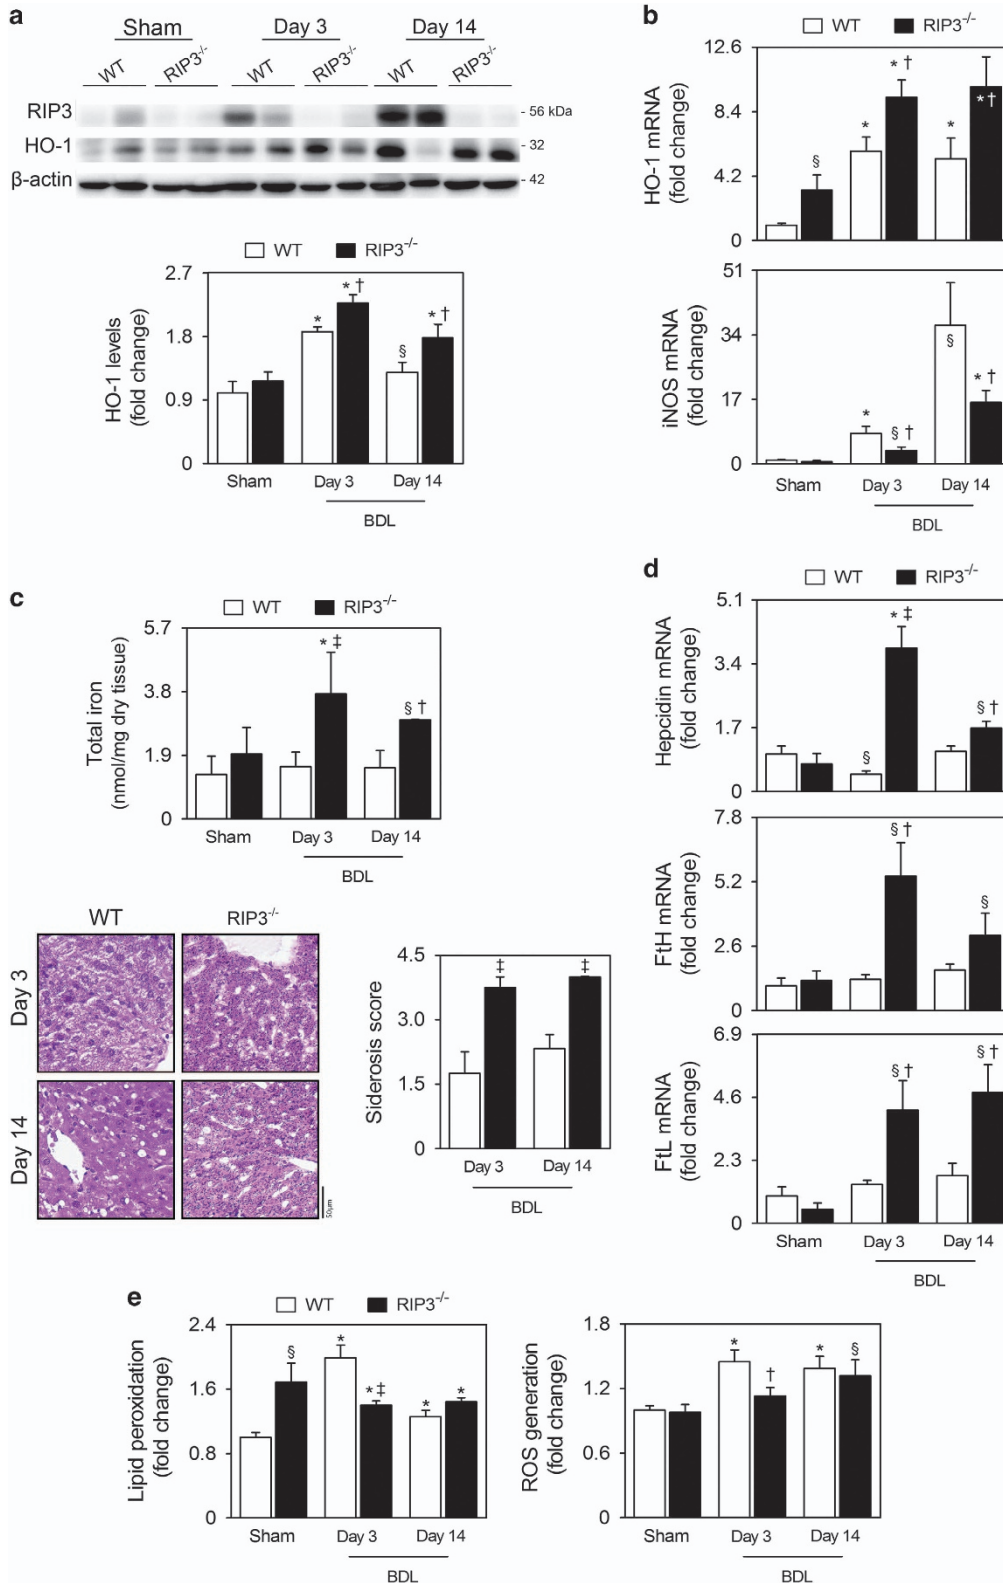 a
Sham Day 3 Day 14
WT RIP3-/- WT RIP3-/- WT RIP3-/-
RIP3 - 56 kDa
HO-1 - 32
β-actin - 42
WT RIP3-/-
HO-1 levels
(fold change)
2.7
1.8
0.9
0
* *† § *†
Sham Day 3 Day 14
BDL
b
WT RIP3-/-
HO-1 mRNA
(fold change)
12.6
8.4
4.2
0
§ * *† * *†
iNOS mRNA
(fold change)
51
34
17
0
* §† § *†
Sham Day 3 Day 14
BDL
c
WT RIP3-/-
Total iron
(nmol/mg dry tissue)
5.7
3.8
1.9
0
*‡ §†
Sham Day 3 Day 14
BDL
WT RIP3-/-
Day 3
Day 14
50µm
Siderosis score
4.5
3.0
1.5
0
‡ ‡
Day 3 Day 14
BDL
d
WT RIP3-/-
Hepcidin mRNA
(fold change)
5.1
3.4
1.7
0
§ *‡ §†
FtH mRNA
(fold change)
7.8
5.2
2.6
0
§† §
FtL mRNA
(fold change)
6.9
4.6
2.3
0
§† §†
Sham Day 3 Day 14
BDL
e
WT RIP3-/-
Lipid peroxidation
(fold change)
2.4
1.6
0.8
0
§ * *‡ * *
Sham Day 3 Day 14
BDL
ROS generation
(fold change)
1.8
1.2
0.6
0
* † * §
Sham Day 3 Day 14
BDL